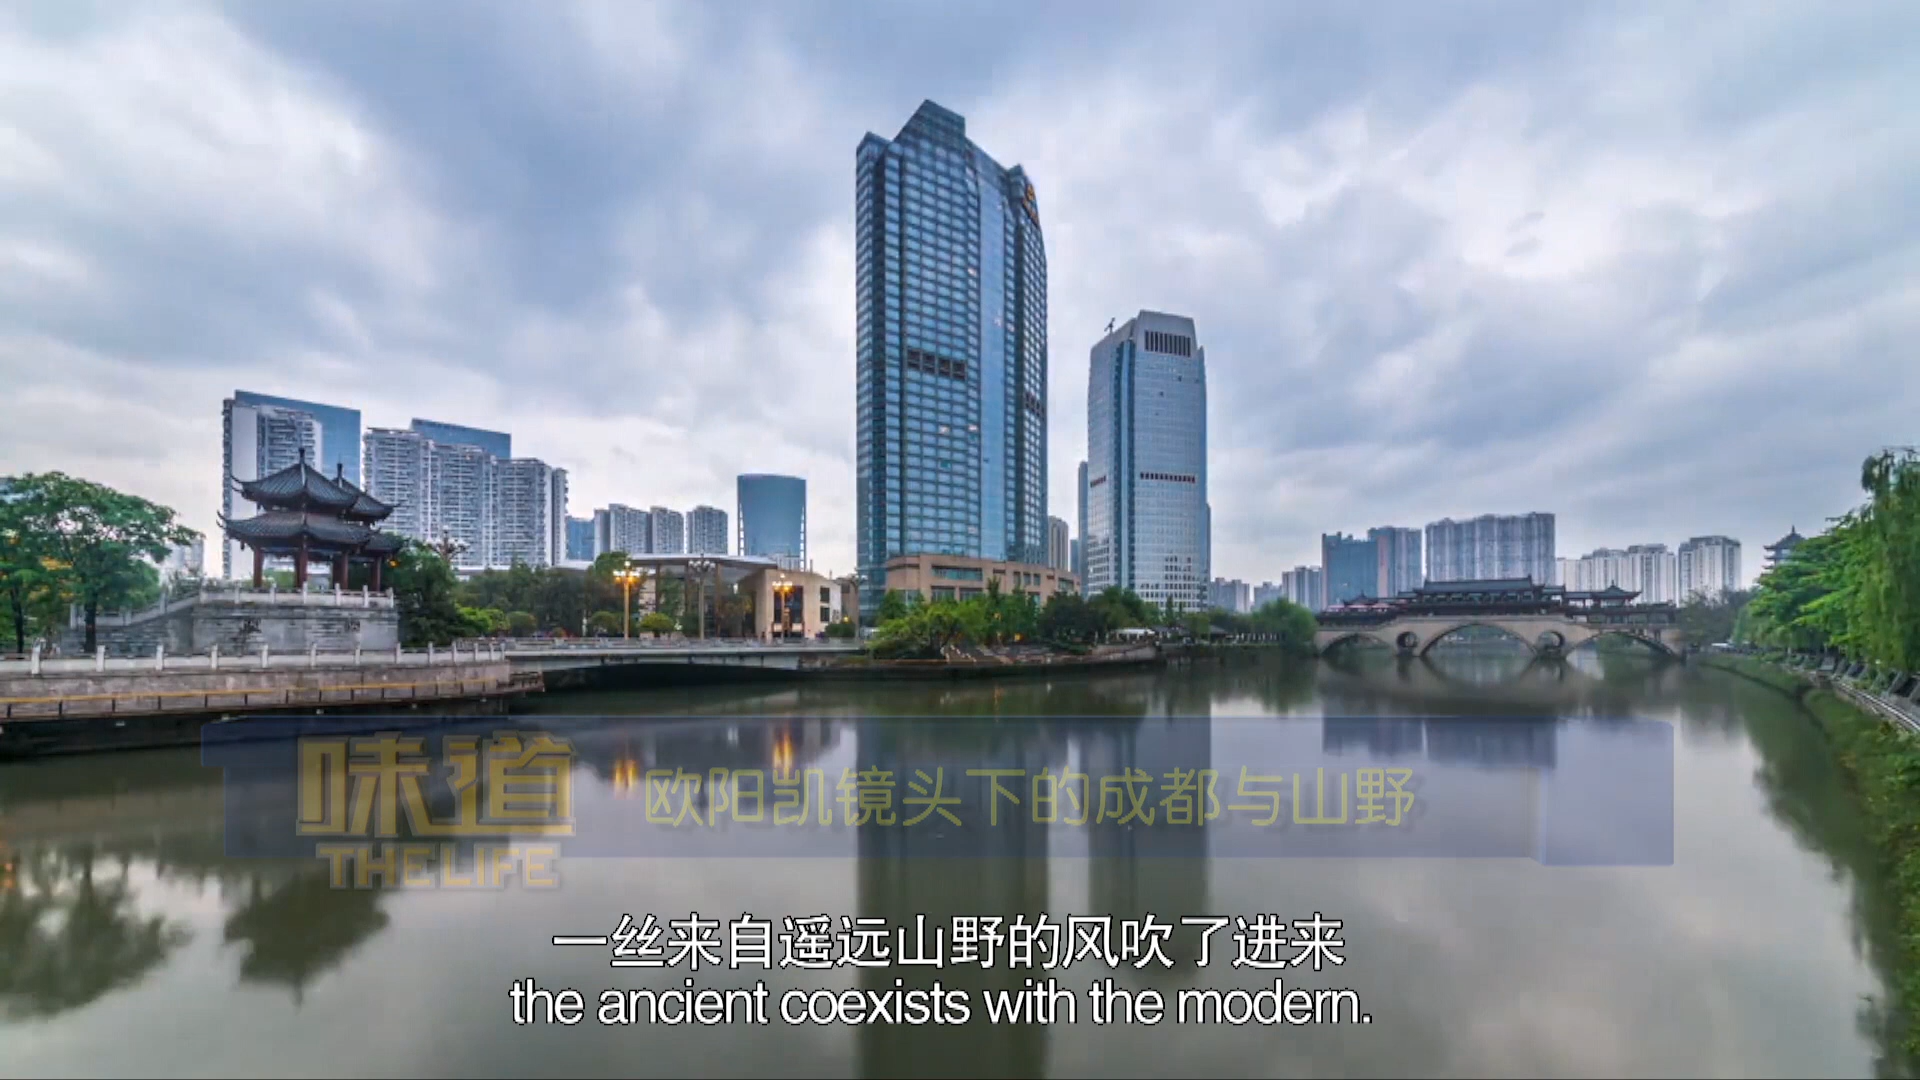 味道
THE LIFE
欧阳凯镜头下的成都与山野
一丝来自遥远山野的风吹了进来
the ancient coexists with the modern.